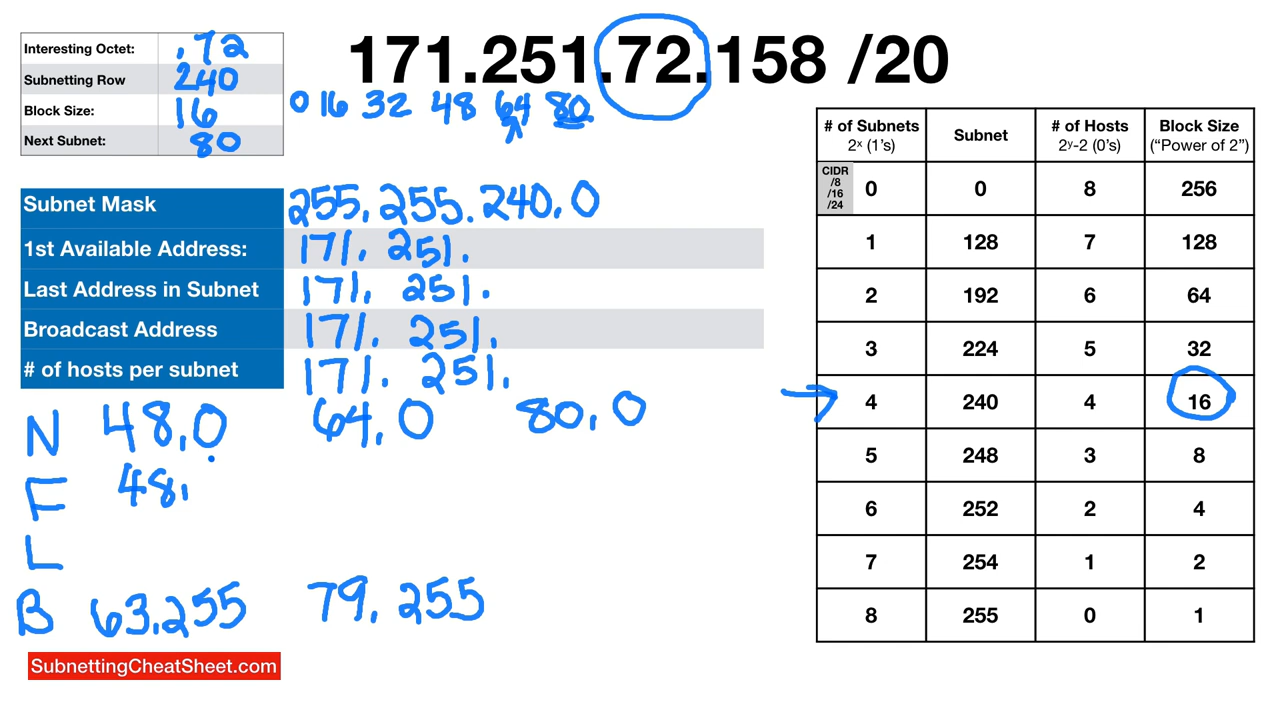 171.251.72.158 /20
Interesting Octet: .72
Subnetting Row 240
Block Size: 16
Next Subnet: 80
0 16 32 48 64 80
Subnet Mask 255.255.240.0
1st Available Address: 171.251.
Last Address in Subnet 171.251.
Broadcast Address 171.251.
# of hosts per subnet 171.251.
N 48.0 64.0 80.0
F 48.
L
B 63.255 79.255
SubnettingCheatSheet.com
# of Subnets Subnet # of Hosts Block Size
2ˣ (1's) 2ʸ-2 (0's) ("Power of 2")
CIDR
/8
/16
/24
0 0 8 256
1 128 7 128
2 192 6 64
3 224 5 32
4 240 4 16
5 248 3 8
6 252 2 4
7 254 1 2
8 255 0 1